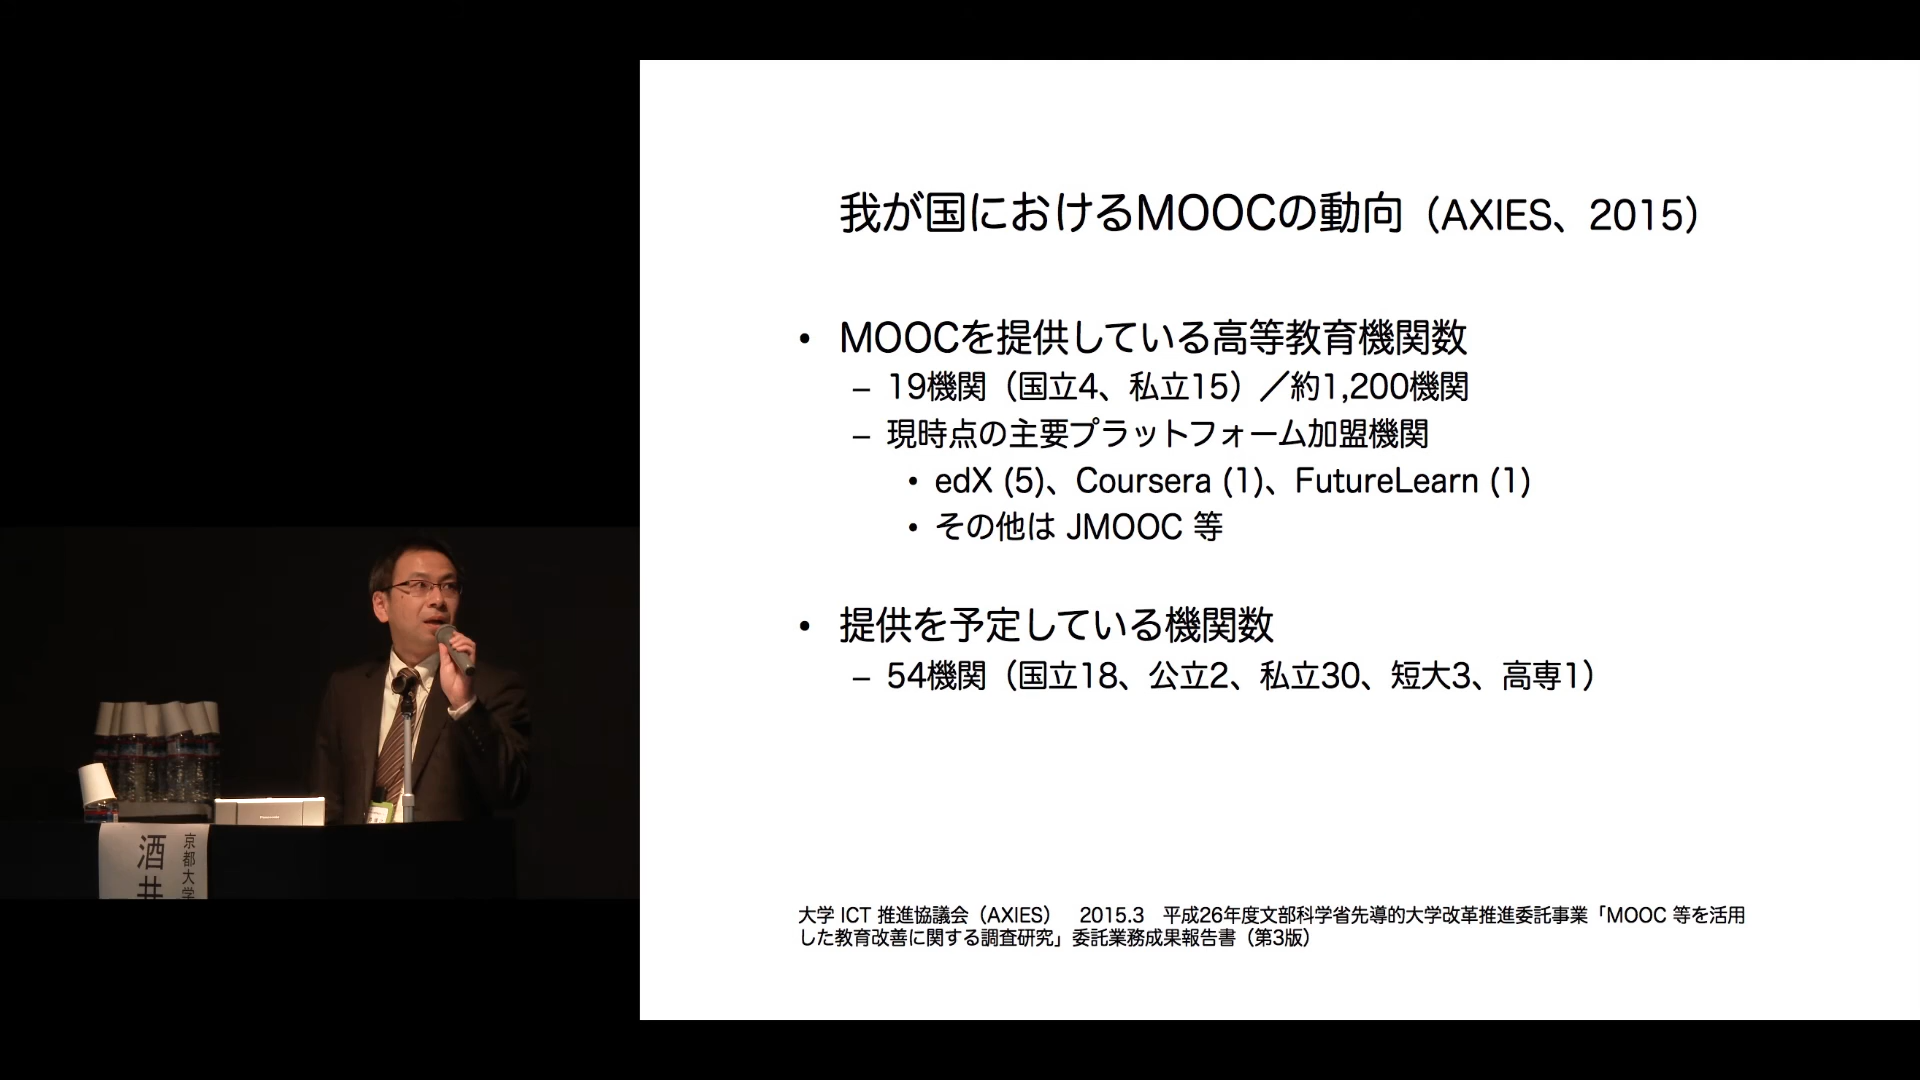 我が国におけるMOOCの動向（AXIES、2015）
• MOOCを提供している高等教育機関数
– 19機関（国立4、私立15）／約1,200機関
– 現時点の主要プラットフォーム加盟機関
• edX (5)、Coursera (1)、FutureLearn (1)
• その他は JMOOC 等
• 提供を予定している機関数
– 54機関（国立18、公立2、私立30、短大3、高専1）
大学 ICT 推進協議会（AXIES） 2015.3 平成26年度文部科学省先導的大学改革推進委託事業「MOOC 等を活用
した教育改善に関する調査研究」委託業務成果報告書（第3版）
京都大学
酒井